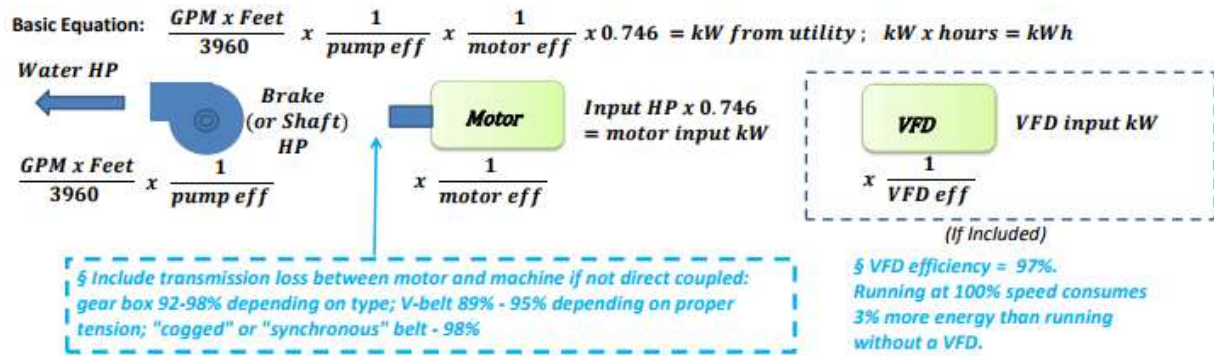 Basic Equation: GPM x Feet / 3960 x 1 / pump eff x 1 / motor eff x 0.746 = kW from utility ; kW x hours = kWh
Water HP
Brake
(or Shaft)
HP
Motor
Input HP x 0.746
= motor input kW
VFD
VFD input kW
GPM x Feet / 3960 x 1 / pump eff
x 1 / motor eff
x 1 / VFD eff
(If Included)
§ Include transmission loss between motor and machine if not direct coupled:
gear box 92-98% depending on type; V-belt 89% - 95% depending on proper
tension; "cogged" or "synchronous" belt - 98%
§ VFD efficiency = 97%.
Running at 100% speed consumes
3% more energy than running
without a VFD.